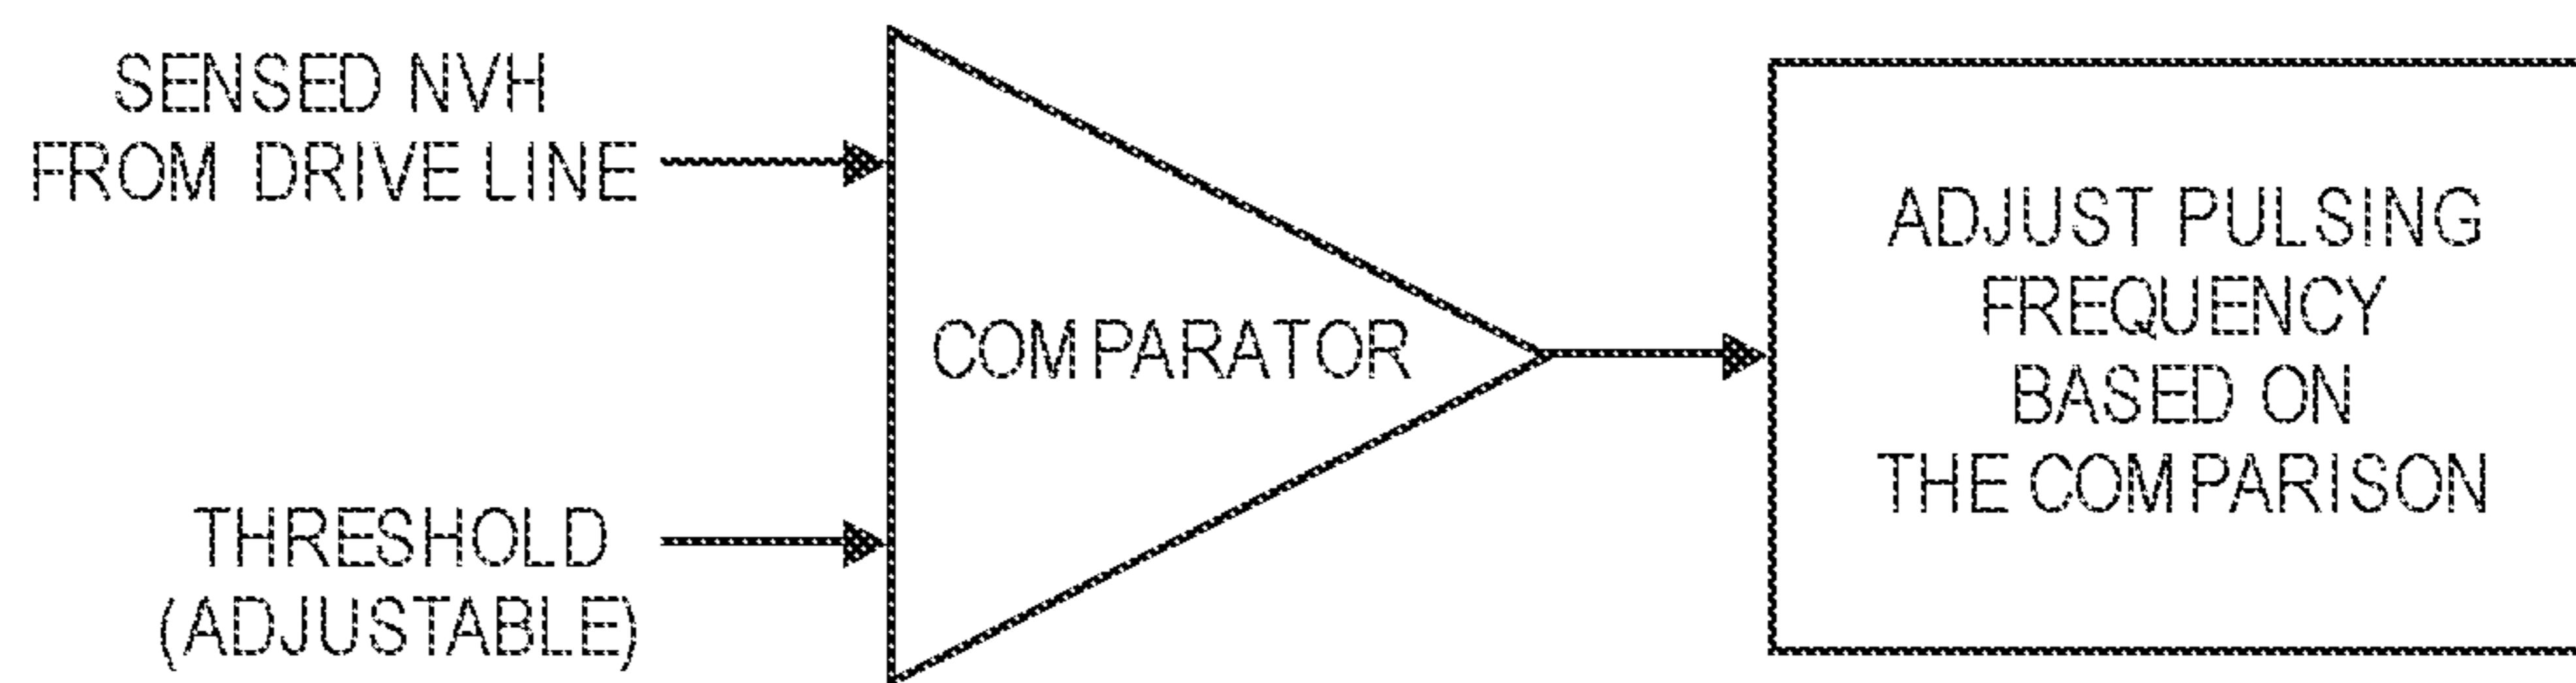 SENSED NVH
FROM DRIVE LINE
THRESHOLD
(ADJUSTABLE)
COMPARATOR
ADJUST PULSING
FREQUENCY
BASED ON
THE COMPARISON